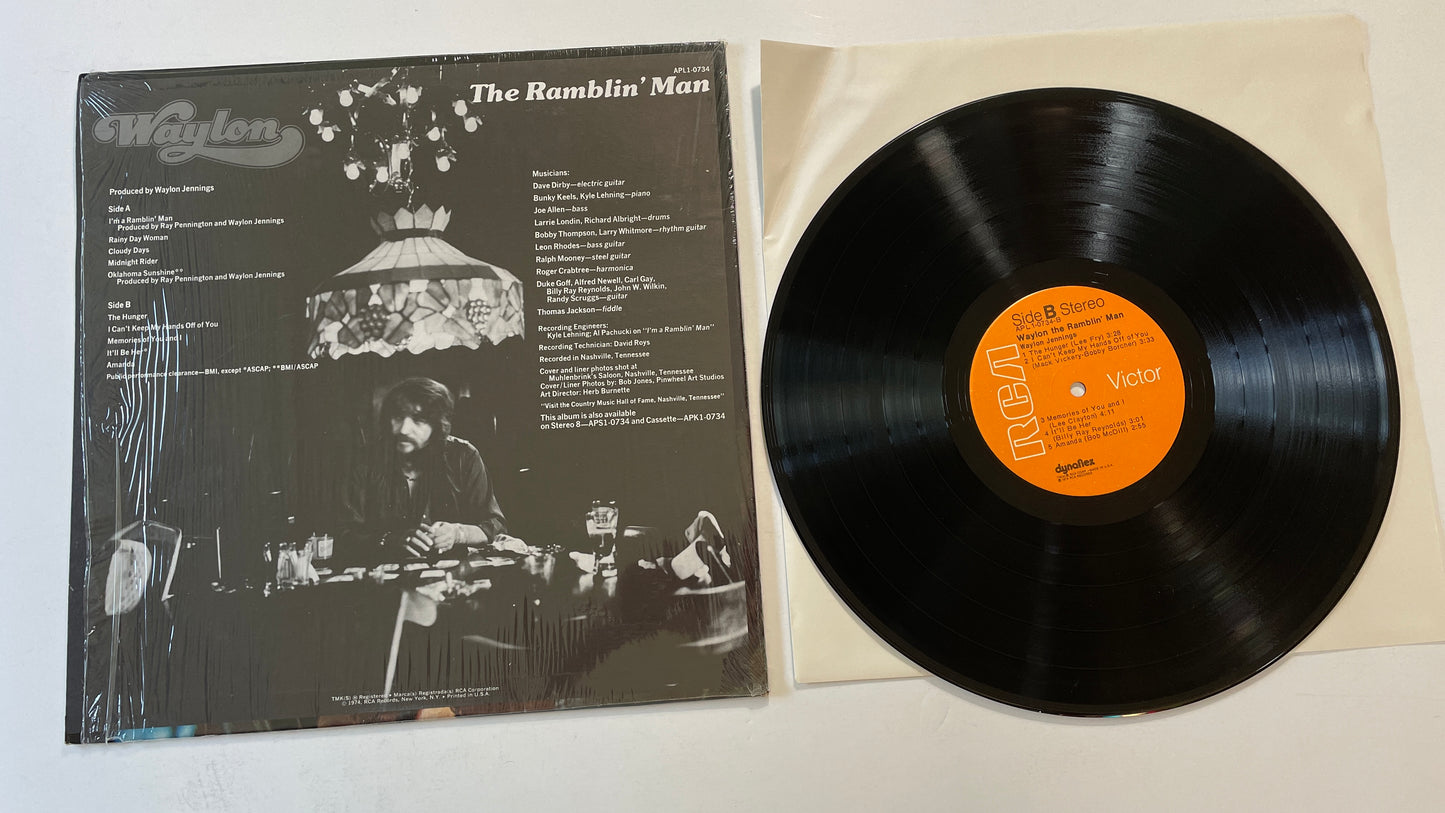 APL1-0734
The Ramblin' Man
Waylon
Produced by Waylon Jennings
Side A
I'm a Ramblin' Man
Produced by Ray Pennington and Waylon Jennings
Rainy Day Woman
Cloudy Days
Midnight Rider
Oklahoma Sunshine**
Produced by Ray Pennington and Waylon Jennings
Side B
The Hunger
I Can't Keep My Hands Off of You
Memories of You and I
It'll Be Her*
Amanda
Public performance clearance—BMI, except *ASCAP; **BMI/ASCAP
Musicians:
Dave Dirby—electric guitar
Bunky Keels, Kyle Lehning—piano
Joe Allen—bass
Larrie Londin, Richard Albright—drums
Bobby Thompson, Larry Whitmore—rhythm guitar
Leon Rhodes—bass guitar
Ralph Mooney—steel guitar
Roger Crabtree—harmonica
Duke Goff, Alfred Newell, Carl Gay,
Billy Ray Reynolds, John W. Wilkin,
Randy Scruggs—guitar
Thomas Jackson—fiddle
Recording Engineers:
Kyle Lehning; Al Pachucki on "I'm a Ramblin' Man"
Recording Technician: David Roys
Recorded in Nashville, Tennessee
Cover and liner photos shot at
Muhlenbrink's Saloon, Nashville, Tennessee
Cover/Liner Photos by: Bob Jones, Pinwheel Art Studios
Art Director: Herb Burnette
"Visit the Country Music Hall of Fame, Nashville, Tennessee"
This album is also available
on Stereo 8—APS1-0734 and Cassette—APK1-0734
TMK(S) ® Registered • Marca(s) Registrada(s) RCA Corporation
© 1974, RCA Records, New York, N.Y. • Printed in U.S.A.
Side B Stereo
APL1-0734-B
Waylon the Ramblin' Man
Waylon Jennings
1 The Hunger (Lee Fry) 3:28
2 I Can't Keep My Hands Off of You
(Mack Vickery-Bobby Borcher) 3:33
RCA
Victor
3 Memories of You and I
(Lee Clayton) 4:11
4 It'll Be Her
(Billy Ray Reynolds) 3:01
5 Amanda (Bob McDill) 2:55
dynaflex